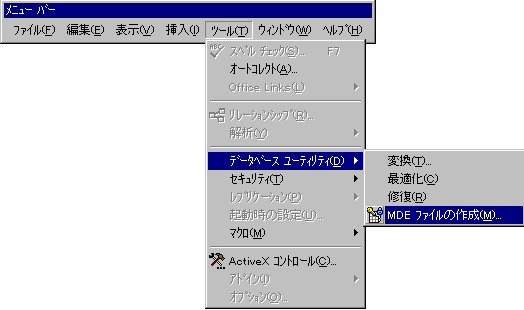 メニュー バー
ファイル(F) 編集(E) 表示(V) 挿入(I) ツール(T) ウィンドウ(W) ヘルプ(H)
ABC スペル チェック(S)... F7
オートコレクト(A)...
Office Links(L)
リレーションシップ(R)...
解析(Y)
データベース ユーティリティ(D)
セキュリティ(T)
レプリケーション(P)
起動時の設定(U)...
マクロ(M)
ActiveX コントロール(C)...
アドイン(I)
オプション(O)...
変換(T)...
最適化(C)
修復(R)
MDE ファイルの作成(M)...